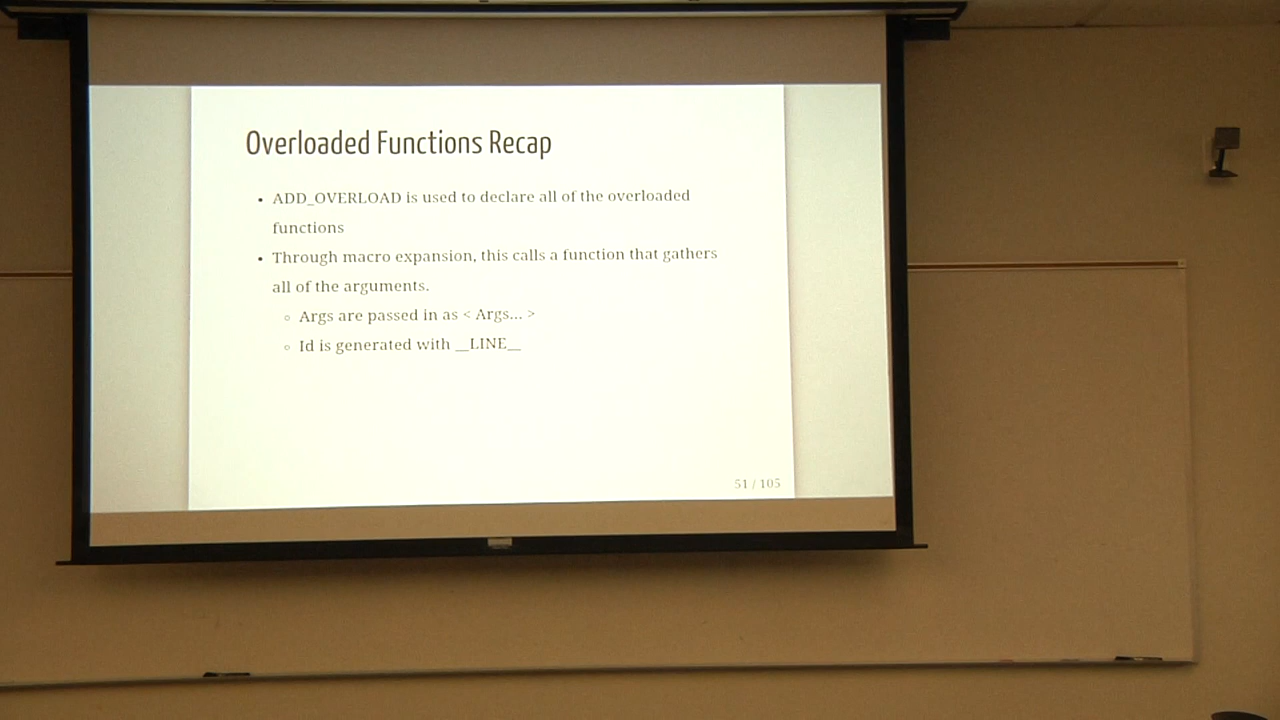 Overloaded Functions Recap
• ADD_OVERLOAD is used to declare all of the overloaded
functions
• Through macro expansion, this calls a function that gathers
all of the arguments.
◦ Args are passed in as < Args... >
◦ Id is generated with __LINE__
51 / 105